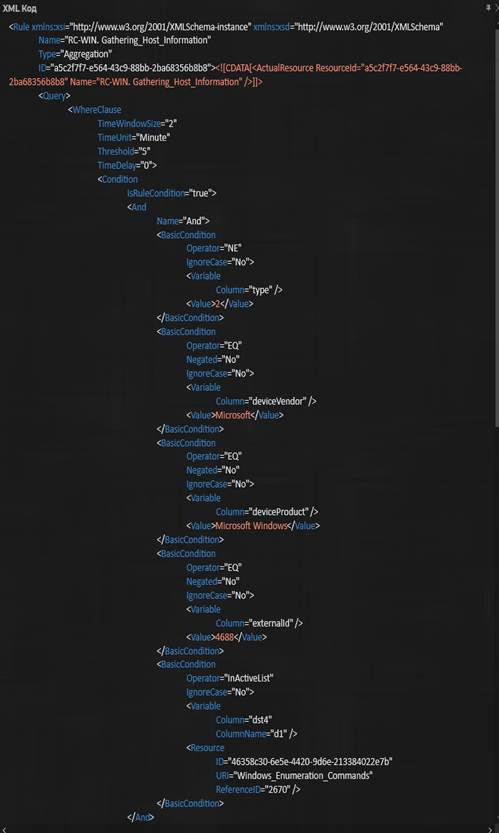 XML Код
<Rule xmlns:xsi="http://www.w3.org/2001/XMLSchema-instance" xmlns:xsd="http://www.w3.org/2001/XMLSchema"
Name="RC-WIN. Gathering_Host_Information"
Type="Aggregation"
ID="a5c2f7f7-e564-43c9-88bb-2ba68356b8b8"><![CDATA[<ActualResource ResourceId="a5c2f7f7-e564-43c9-88bb-
2ba68356b8b8" Name="RC-WIN. Gathering_Host_Information" />]]>
<Query>
<WhereClause
TimeWindowSize="2"
TimeUnit="Minute"
Threshold="5"
TimeDelay="0">
<Condition
IsRuleCondition="true">
<And
Name="And">
<BasicCondition
Operator="NE"
IgnoreCase="No">
<Variable
Column="type" />
<Value>2</Value>
</BasicCondition>
<BasicCondition
Operator="EQ"
Negated="No"
IgnoreCase="No">
<Variable
Column="deviceVendor" />
<Value>Microsoft</Value>
</BasicCondition>
<BasicCondition
Operator="EQ"
Negated="No"
IgnoreCase="No">
<Variable
Column="deviceProduct" />
<Value>Microsoft Windows</Value>
</BasicCondition>
<BasicCondition
Operator="EQ"
Negated="No"
IgnoreCase="No">
<Variable
Column="externalId" />
<Value>4688</Value>
</BasicCondition>
<BasicCondition
Operator="InActiveList"
IgnoreCase="No">
<Variable
Column="dst4"
ColumnName="d1" />
<Resource
ID="46358c30-6e5e-4420-9d6e-213384022e7b"
URI="Windows_Enumeration_Commands"
ReferenceID="2670" />
</BasicCondition>
</And>